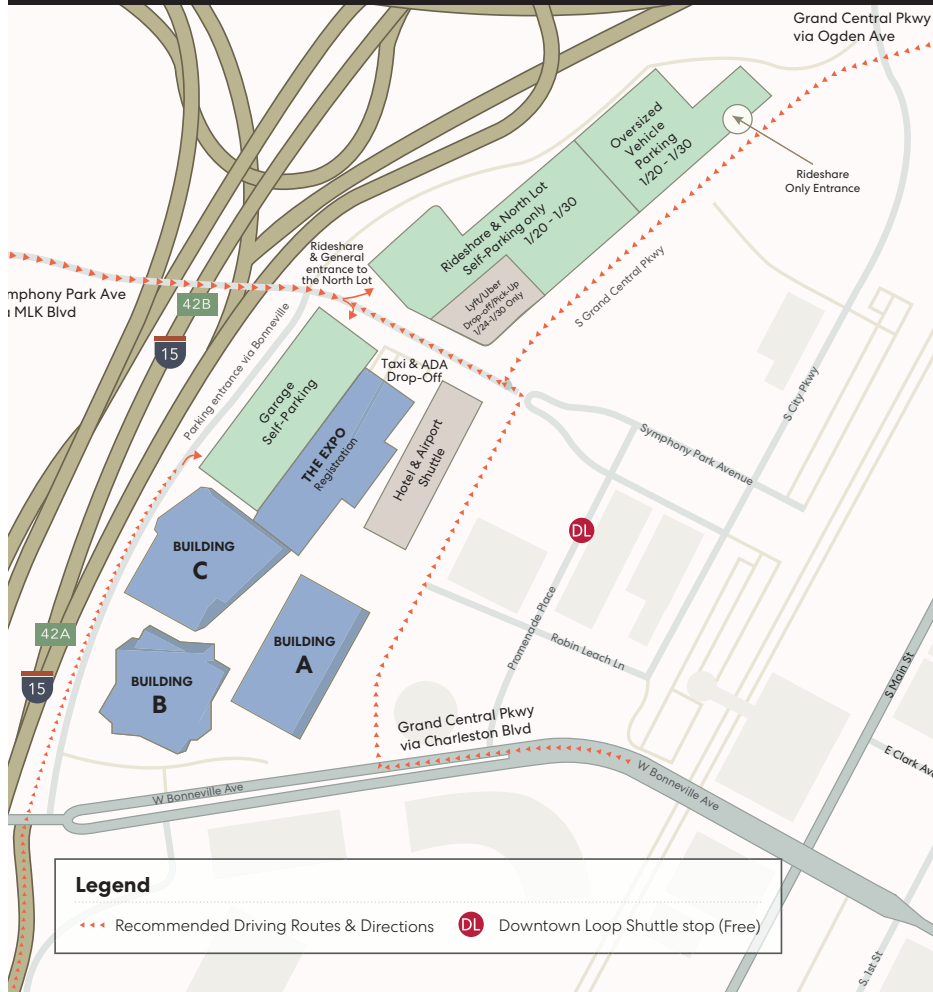 Grand Central Pkwy
via Ogden Ave
Oversized
Vehicle
Parking
1/20 - 1/30
Rideshare
Only Entrance
Rideshare & North Lot
Self-Parking only
1/20 - 1/30
Rideshare
& General
entrance to
the North Lot
Lyft/Uber
Drop-off/Pick-Up
1/24-1/30 Only
S Grand Central Pkwy
mphony Park Ave
MLK Blvd
42B
15
Parking entrance via Bonneville
Garage
Self-Parking
Taxi & ADA
Drop-Off
THE EXPO
Registration
Hotel & Airport
Shuttle
S City Pkwy
Symphony Park Avenue
DL
BUILDING
C
Promenade Place
Robin Leach Ln
42A
15
BUILDING
A
BUILDING
B
S Main St
Grand Central Pkwy
via Charleston Blvd
E Clark Av
W Bonneville Ave
W Bonneville Ave
Legend
Recommended Driving Routes & Directions
DL
Downtown Loop Shuttle stop (Free)
S. 1st St